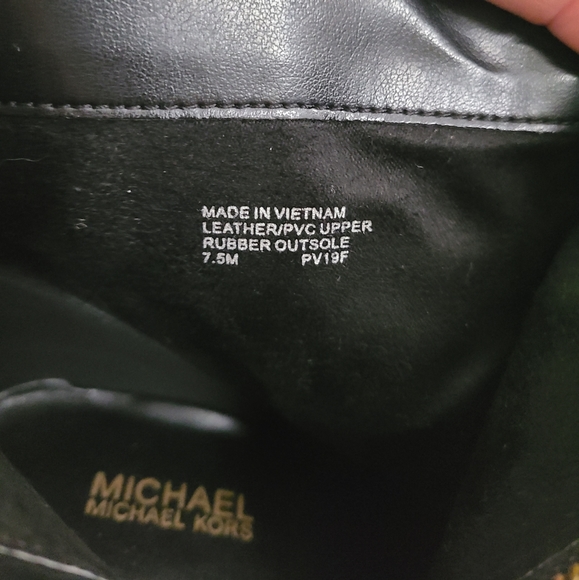 MADE IN VIETNAM
LEATHER/PVC UPPER
RUBBER OUTSOLE
7.5M PV19F
MICHAEL
MICHAEL KORS